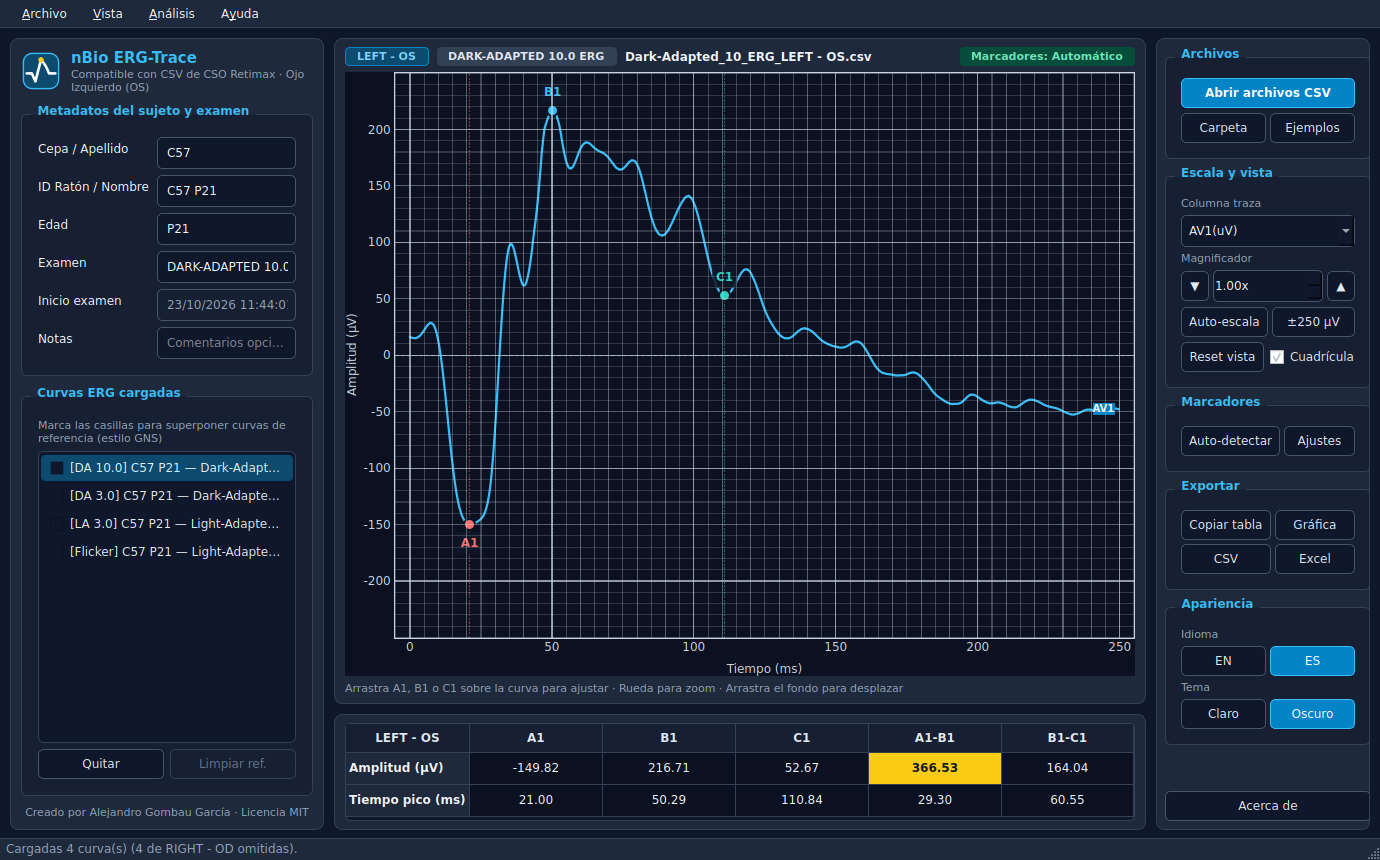 Archivo Vista Análisis Ayuda
nBio ERG-Trace
Compatible con CSV de CSO Retimax · Ojo
Izquierdo (OS)
Metadatos del sujeto y examen
Cepa / Apellido C57
ID Ratón / Nombre C57 P21
Edad P21
Examen DARK-ADAPTED 10.0
Inicio examen 23/10/2026 11:44:0
Notas Comentarios opci...
Curvas ERG cargadas
Marca las casillas para superponer curvas de
referencia (estilo GNS)
[DA 10.0] C57 P21 — Dark-Adapt...
[DA 3.0] C57 P21 — Dark-Adapte...
[LA 3.0] C57 P21 — Light-Adapte...
[Flicker] C57 P21 — Light-Adapte...
Quitar Limpiar ref.
Creado por Alejandro Gombau García · Licencia MIT
LEFT - OS DARK-ADAPTED 10.0 ERG Dark-Adapted_10_ERG_LEFT - OS.csv Marcadores: Automático
Amplitud (µV)
200
150
100
50
0
-50
-100
-150
-200
B1
C1
A1
AV1
0 50 100 150 200 250
Tiempo (ms)
Arrastra A1, B1 o C1 sobre la curva para ajustar · Rueda para zoom · Arrastra el fondo para desplazar
LEFT - OS A1 B1 C1 A1-B1 B1-C1
Amplitud (µV) -149.82 216.71 52.67 366.53 164.04
Tiempo pico (ms) 21.00 50.29 110.84 29.30 60.55
Archivos
Abrir archivos CSV
Carpeta Ejemplos
Escala y vista
Columna traza
AV1(uV)
Magnificador
▼ 1.00x ▲
Auto-escala ±250 µV
Reset vista Cuadrícula
Marcadores
Auto-detectar Ajustes
Exportar
Copiar tabla Gráfica
CSV Excel
Apariencia
Idioma
EN ES
Tema
Claro Oscuro
Acerca de
Cargadas 4 curva(s) (4 de RIGHT - OD omitidas).